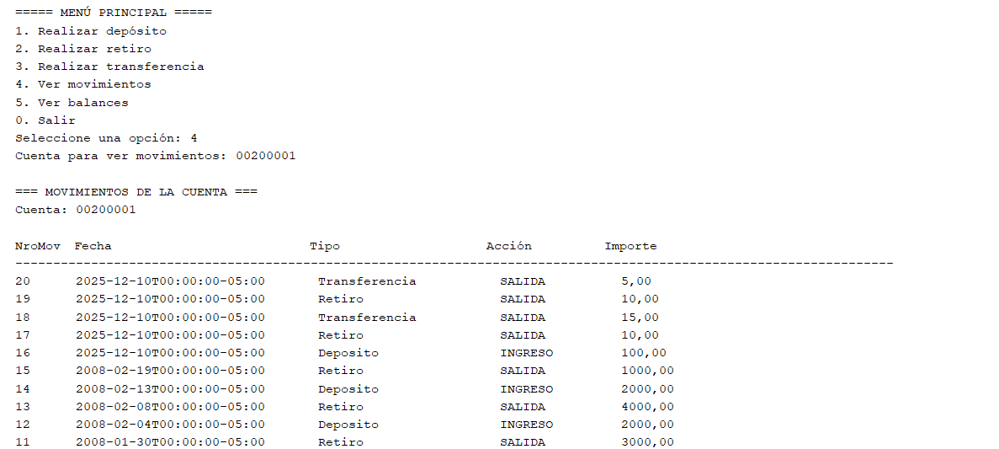 ===== MENÚ PRINCIPAL =====
1. Realizar depósito
2. Realizar retiro
3. Realizar transferencia
4. Ver movimientos
5. Ver balances
0. Salir
Seleccione una opción: 4
Cuenta para ver movimientos: 00200001

=== MOVIMIENTOS DE LA CUENTA ===
Cuenta: 00200001

NroMov  Fecha                          Tipo                   Acción          Importe
--------------------------------------------------------------------------------------------------------------------
20      2025-12-10T00:00:00-05:00       Transferencia           SALIDA          5,00
19      2025-12-10T00:00:00-05:00       Retiro                  SALIDA          10,00
18      2025-12-10T00:00:00-05:00       Transferencia           SALIDA          15,00
17      2025-12-10T00:00:00-05:00       Retiro                  SALIDA          10,00
16      2025-12-10T00:00:00-05:00       Deposito                INGRESO         100,00
15      2008-02-19T00:00:00-05:00       Retiro                  SALIDA          1000,00
14      2008-02-13T00:00:00-05:00       Deposito                INGRESO         2000,00
13      2008-02-08T00:00:00-05:00       Retiro                  SALIDA          4000,00
12      2008-02-04T00:00:00-05:00       Deposito                INGRESO         2000,00
11      2008-01-30T00:00:00-05:00       Retiro                  SALIDA          3000,00